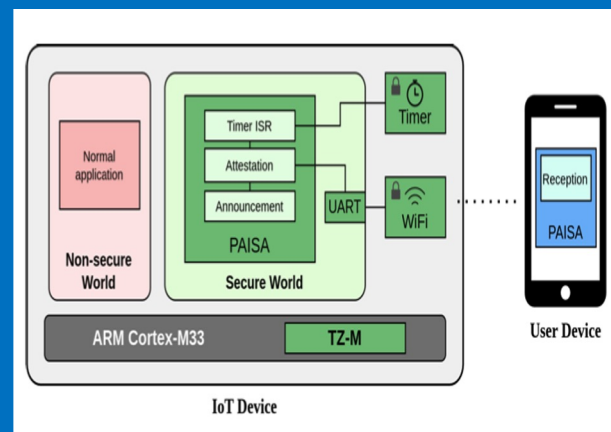 Timer ISR
Attestation
Announcement
PAISA
Secure World
Normal
application
Non-secure
World
UART
Timer
WiFi
ARM Cortex-M33
TZ-M
IoT Device
Reception
PAISA
User Device